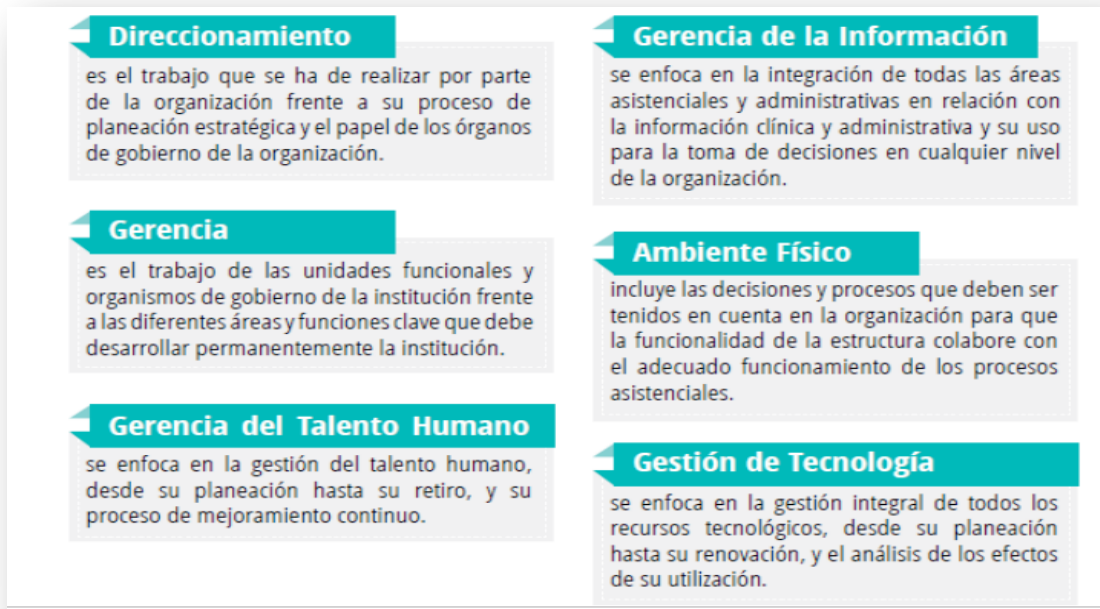 Direccionamiento
es el trabajo que se ha de realizar por parte
de la organización frente a su proceso de
planeación estratégica y el papel de los órganos
de gobierno de la organización.
Gerencia
es el trabajo de las unidades funcionales y
organismos de gobierno de la institución frente
a las diferentes áreas y funciones clave que debe
desarrollar permanentemente la institución.
Gerencia del Talento Humano
se enfoca en la gestión del talento humano,
desde su planeación hasta su retiro, y su
proceso de mejoramiento continuo.
Gerencia de la Información
se enfoca en la integración de todas las áreas
asistenciales y administrativas en relación con
la información clínica y administrativa y su uso
para la toma de decisiones en cualquier nivel
de la organización.
Ambiente Físico
incluye las decisiones y procesos que deben ser
tenidos en cuenta en la organización para que
la funcionalidad de la estructura colabore con
el adecuado funcionamiento de los procesos
asistenciales.
Gestión de Tecnología
se enfoca en la gestión integral de todos los
recursos tecnológicos, desde su planeación
hasta su renovación, y el análisis de los efectos
de su utilización.